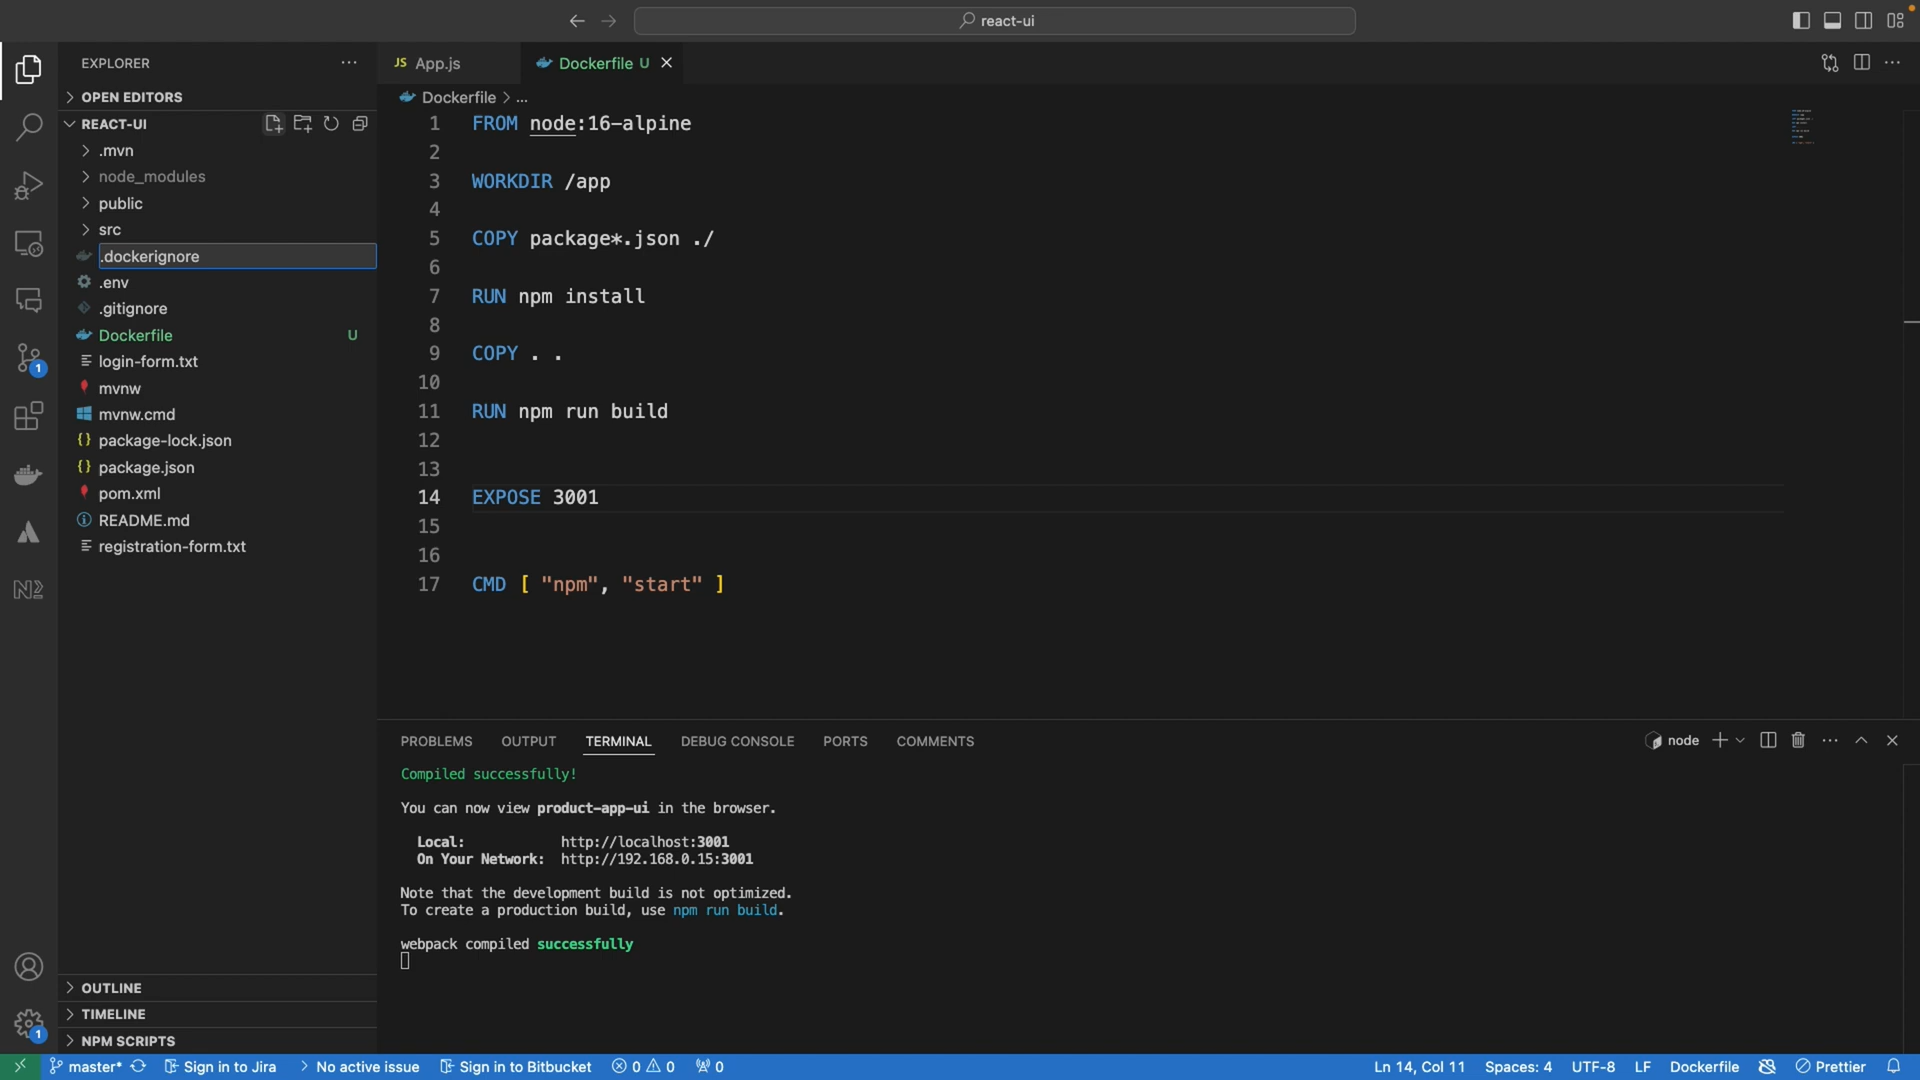 react-ui
EXPLORER
JS App.js
Dockerfile U
OPEN EDITORS
Dockerfile > ...
REACT-UI
.mvn
node_modules
public
src
.dockerignore
.env
.gitignore
Dockerfile U
login-form.txt
mvnw
mvnw.cmd
{} package-lock.json
{} package.json
pom.xml
README.md
registration-form.txt
1 FROM node:16-alpine
2
3 WORKDIR /app
4
5 COPY package*.json ./
6
7 RUN npm install
8
9 COPY . .
10
11 RUN npm run build
12
13
14 EXPOSE 3001
15
16
17 CMD [ "npm", "start" ]
PROBLEMS OUTPUT TERMINAL DEBUG CONSOLE PORTS COMMENTS
node
Compiled successfully!
You can now view product-app-ui in the browser.
Local: http://localhost:3001
On Your Network: http://192.168.0.15:3001
Note that the development build is not optimized.
To create a production build, use npm run build.
webpack compiled successfully
1
N2
OUTLINE
TIMELINE
NPM SCRIPTS
1
master* Sign in to Jira No active issue Sign in to Bitbucket 0 0 0 Ln 14, Col 11 Spaces: 4 UTF-8 LF Dockerfile Prettier